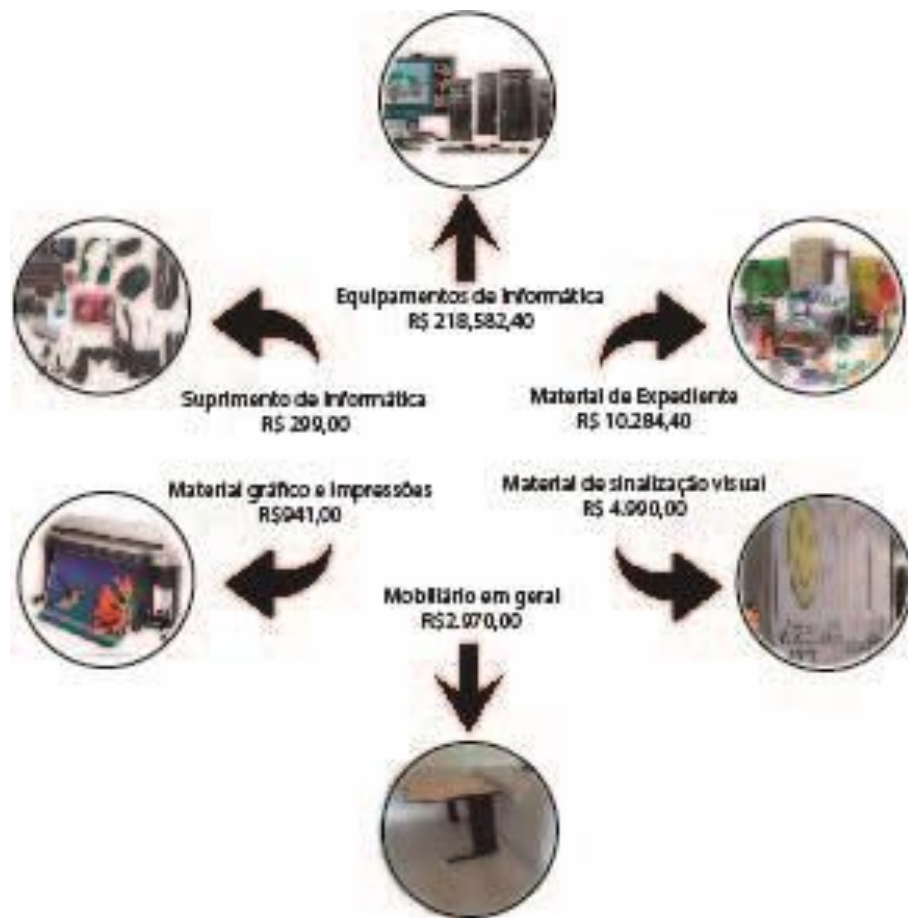 Equipamentos de Informática
R$ 218,582,40
Suprimento de Informática
R$ 299,00
Material de Expediente
R$ 10.284,40
Material gráfico e Impressões
R$941,00
Material de sinalização visual
R$ 4.990,00
Mobiliário em geral
R$2.970,00